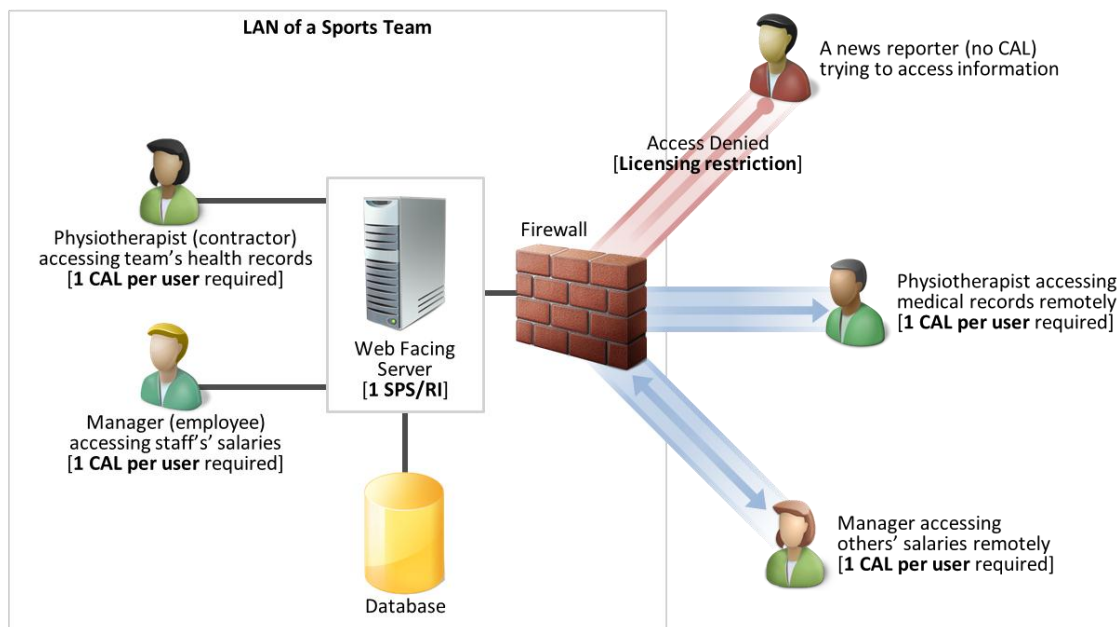 LAN of a Sports Team
A news reporter (no CAL)
trying to access information
Access Denied
[Licensing restriction]
Physiotherapist (contractor)
accessing team’s health records
[1 CAL per user required]
Firewall
Physiotherapist accessing
medical records remotely
[1 CAL per user required]
Web Facing
Server
[1 SPS/RI]
Manager (employee)
accessing staff’s’ salaries
[1 CAL per user required]
Manager accessing
others’ salaries remotely
[1 CAL per user required]
Database